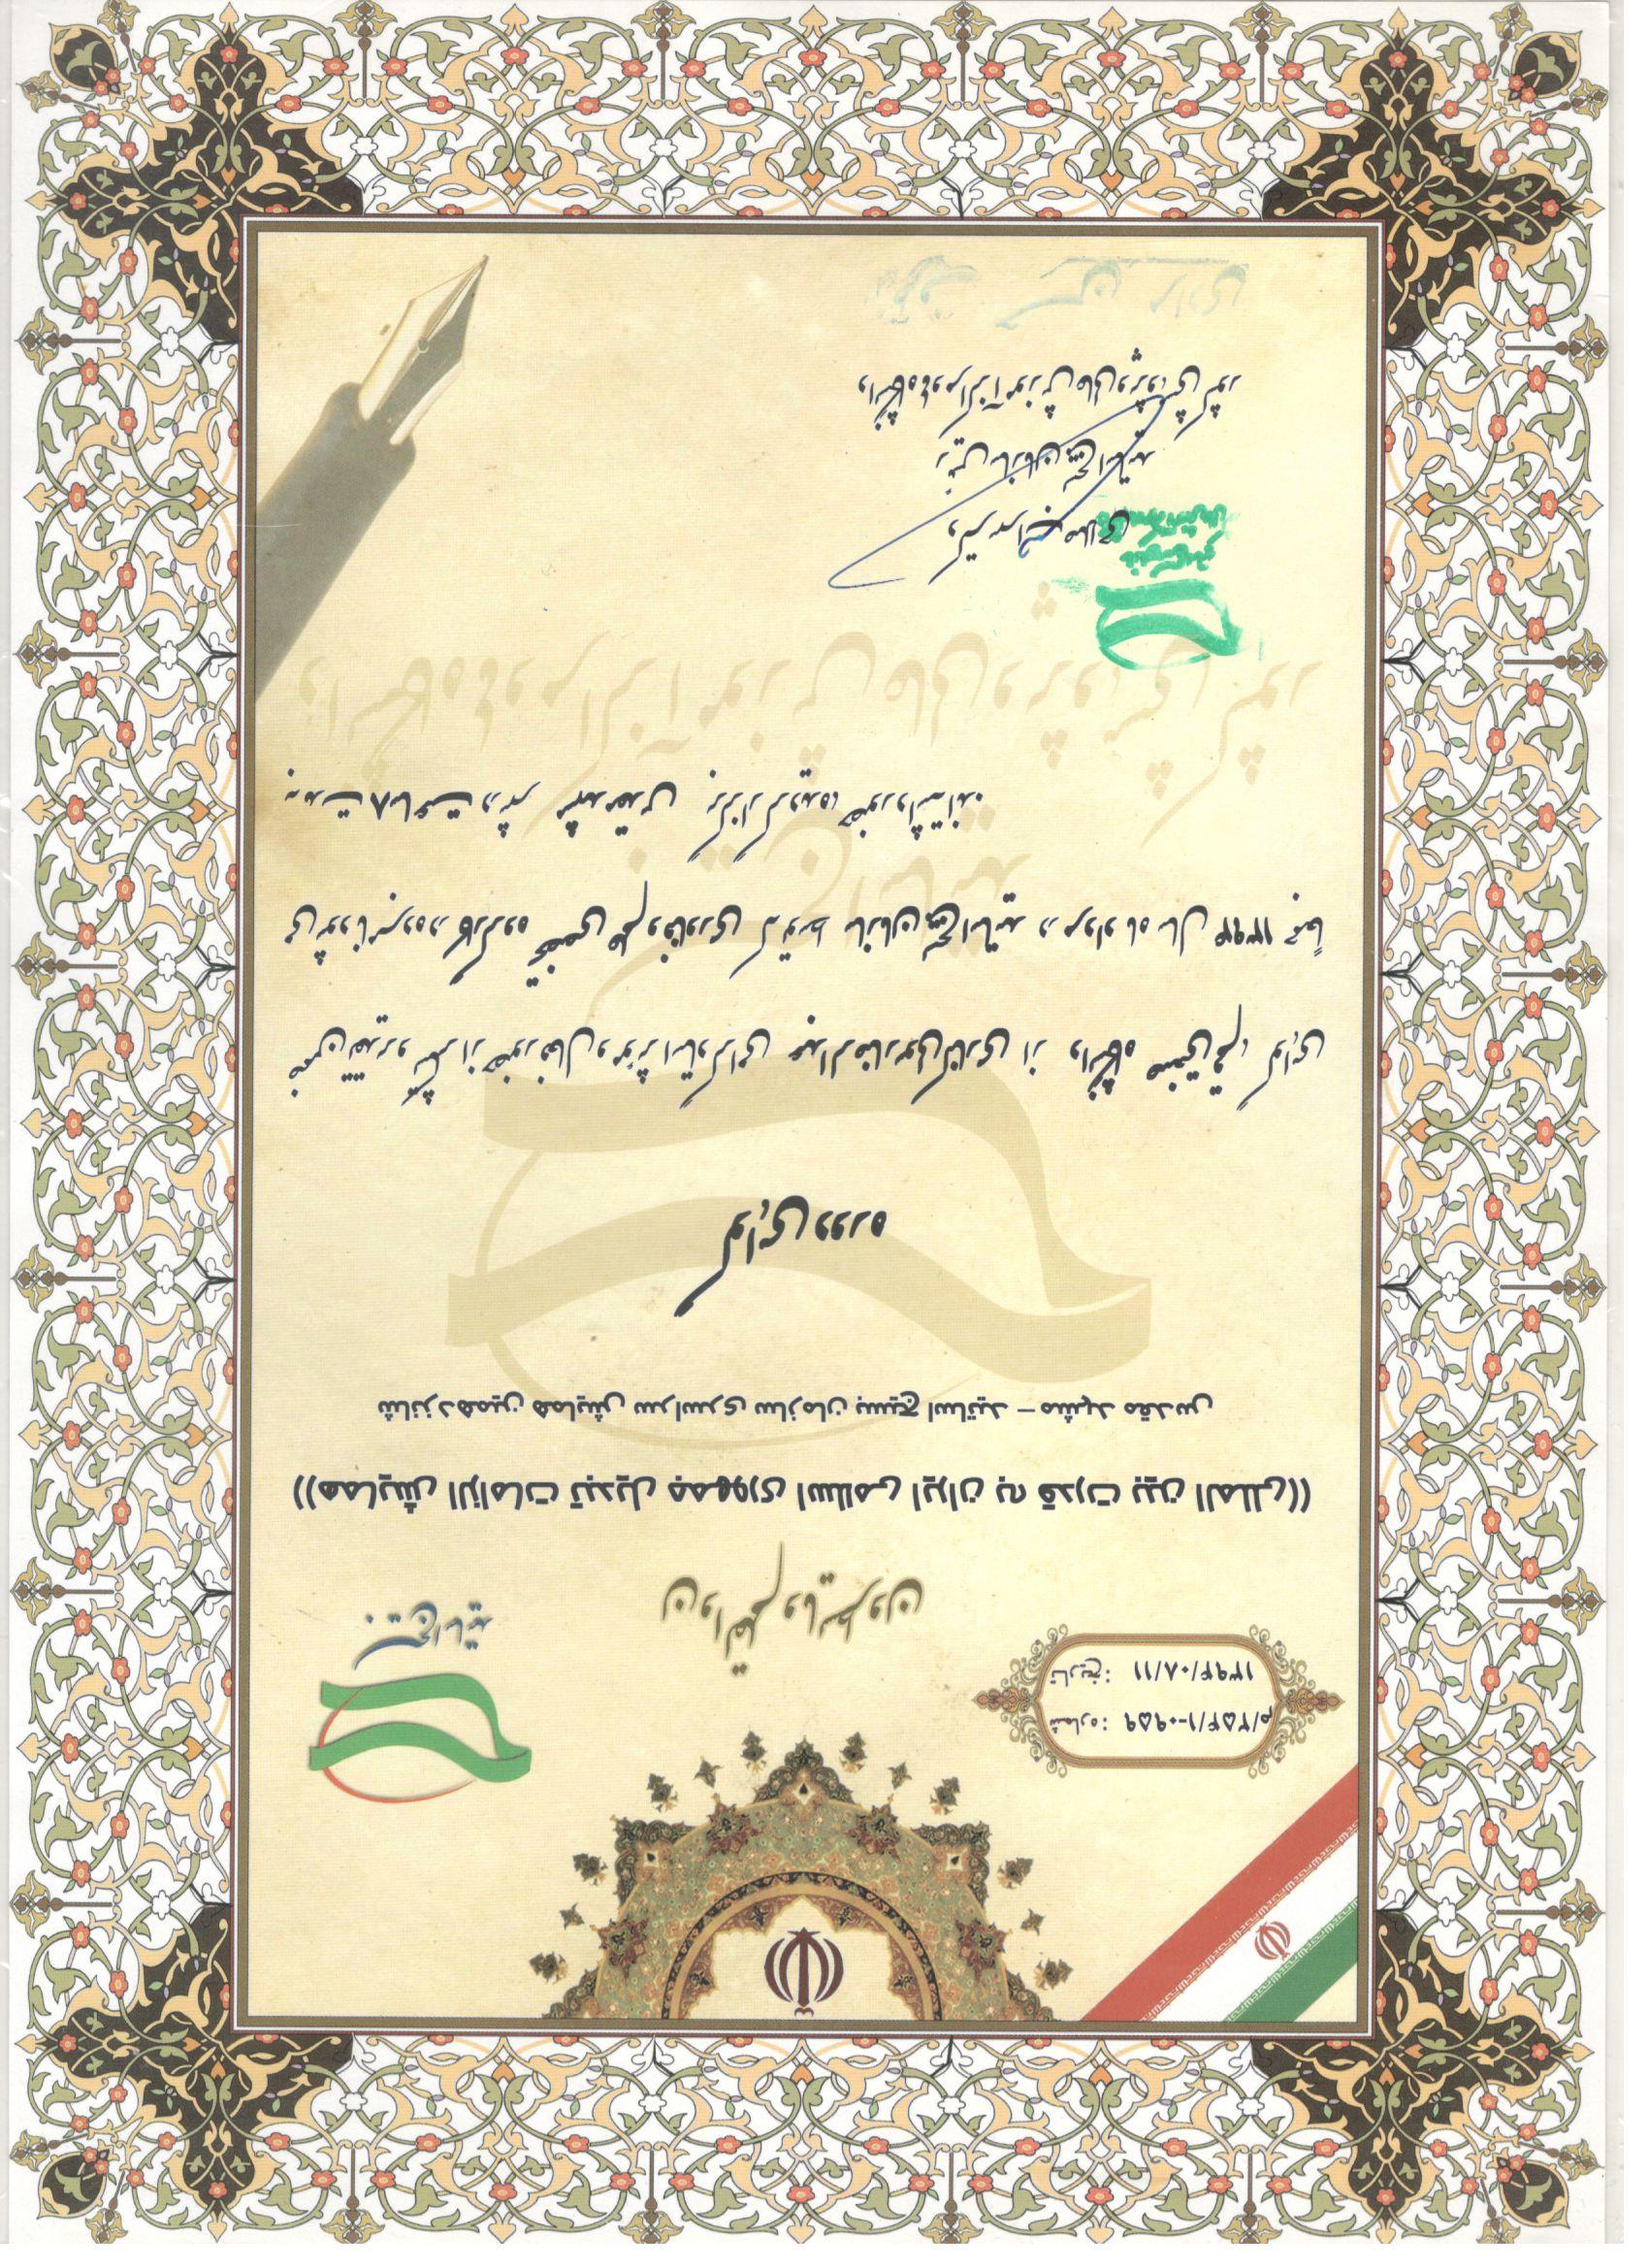 شماره: ۰۹۵۹-۲۵۴/۱/م
تاریخ: ۱۳۹۴/۰۸/۱۱
بسیج اساتید
ن والقلم و مایسطرون
((همایش الزامات تبدیل جمهوری اسلامی ایران به قدرت بین المللی))
شانزدهمین همایش سراسری سازمان بسیج اساتید – مشهد مقدس
گواهی دوره
ضمن تقدیر و تشکر از حضور فعال و مؤثر استاد گرامی عبدالرضا رسولی کناری از دانشگاه صنعتی قم، گواهی
می شود نامبرده در کارگروه تخصصی علم و فناوری که توسط سازمان بسیج اساتید در مرداد ماه سال ۱۳۹۴ جمعاً
به مدت ۸ ساعت در شهر مشهد مقدس برگزار گردیده، حضور داشته اند.
بسیج اساتید
دانشگاه ها و مراکز آموزش عالی و پژوهشی کشور
دکتر سهراب صلاحی
رئیس سازمان بسیج اساتید
دانشگاه ها و مراکز آموزش عالی و پژوهشی کشور
حسن مرادی